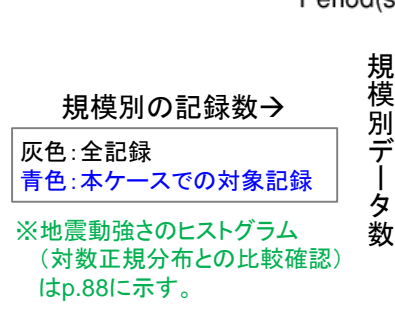 Period(s
規模別の記録数→
灰色:全記録
青色:本ケースでの対象記録
※地震動強さのヒストグラム
(対数正規分布との比較確認)
はp.88に示す。
規模別データ数